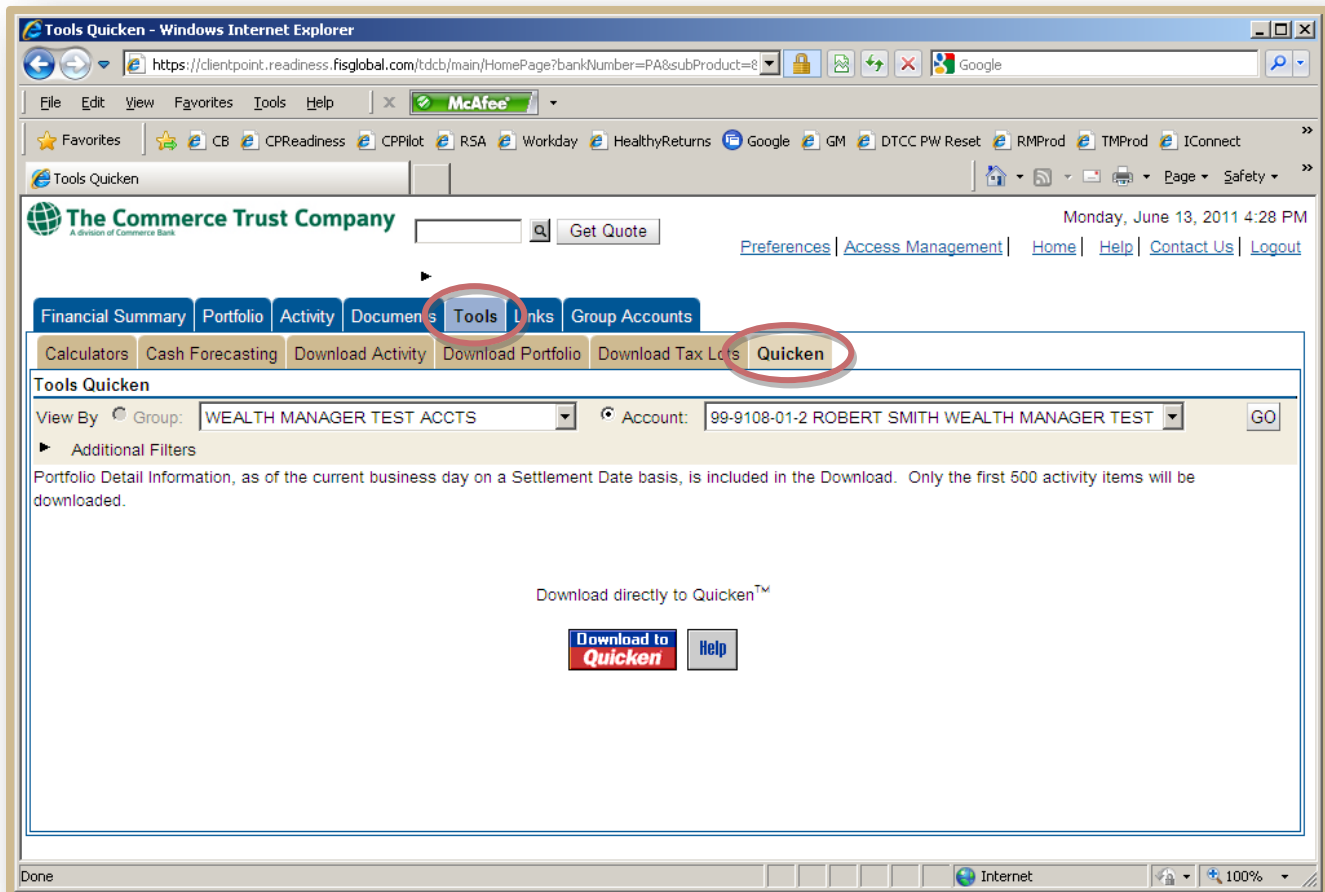 Tools Quicken - Windows Internet Explorer
https://clientpoint.readiness.fisglobal.com/tdcb/main/HomePage?bankNumber=PA&subProduct=8
Google
File Edit View Favorites Tools Help X McAfee
Favorites CB CPReadiness CPPilot RSA Workday HealthyReturns Google GM DTCC PW Reset RMProd TMProd IConnect »
Tools Quicken Page Safety »
The Commerce Trust Company Get Quote Monday, June 13, 2011 4:28 PM
A division of Commerce Bank
Preferences | Access Management | Home | Help | Contact Us | Logout
Financial Summary Portfolio Activity Documents Tools Links Group Accounts
Calculators Cash Forecasting Download Activity Download Portfolio Download Tax Lots Quicken
Tools Quicken
View By Group: WEALTH MANAGER TEST ACCTS Account: 99-9108-01-2 ROBERT SMITH WEALTH MANAGER TEST GO
Additional Filters
Portfolio Detail Information, as of the current business day on a Settlement Date basis, is included in the Download. Only the first 500 activity items will be
downloaded.
Download directly to Quicken™
Download to
Quicken
Help
Done Internet 100%